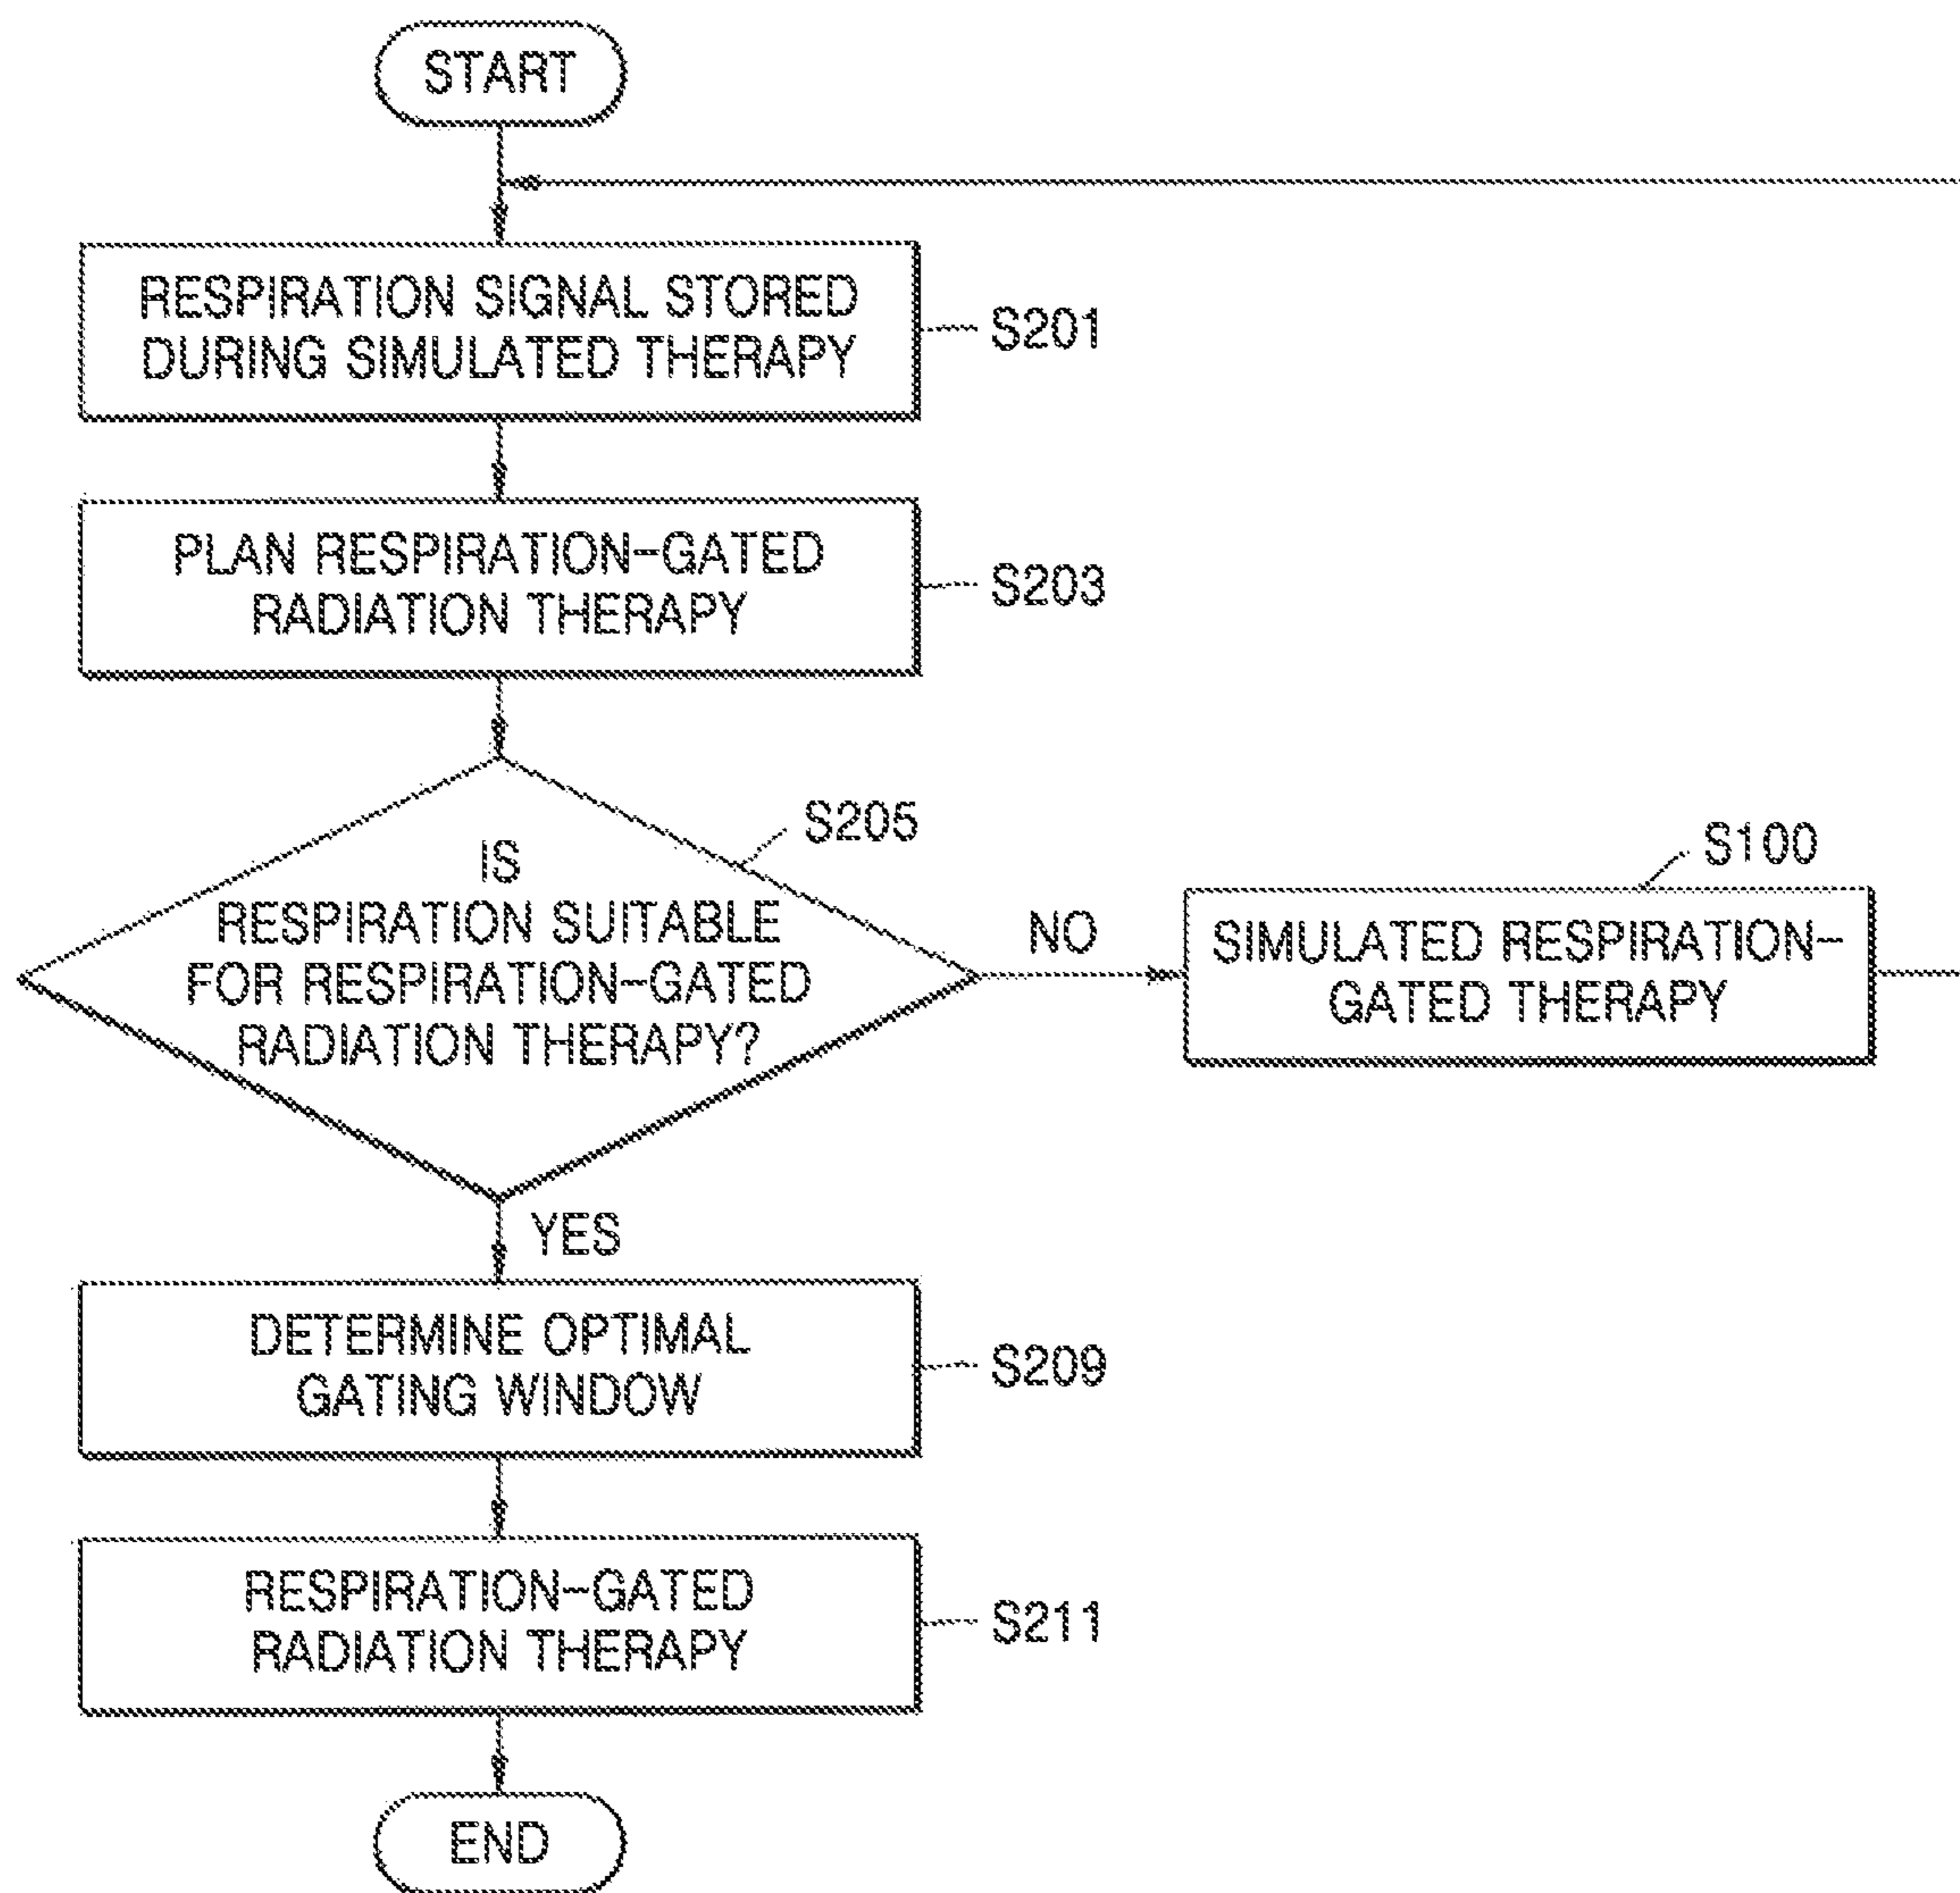 START
RESPIRATION SIGNAL STORED
DURING SIMULATED THERAPY
S201
PLAN RESPIRATION-GATED
RADIATION THERAPY
S203
S205
IS
RESPIRATION SUITABLE
FOR RESPIRATION-GATED
RADIATION THERAPY?
NO
S100
SIMULATED RESPIRATION-
GATED THERAPY
YES
DETERMINE OPTIMAL
GATING WINDOW
S209
RESPIRATION-GATED
RADIATION THERAPY
S211
END